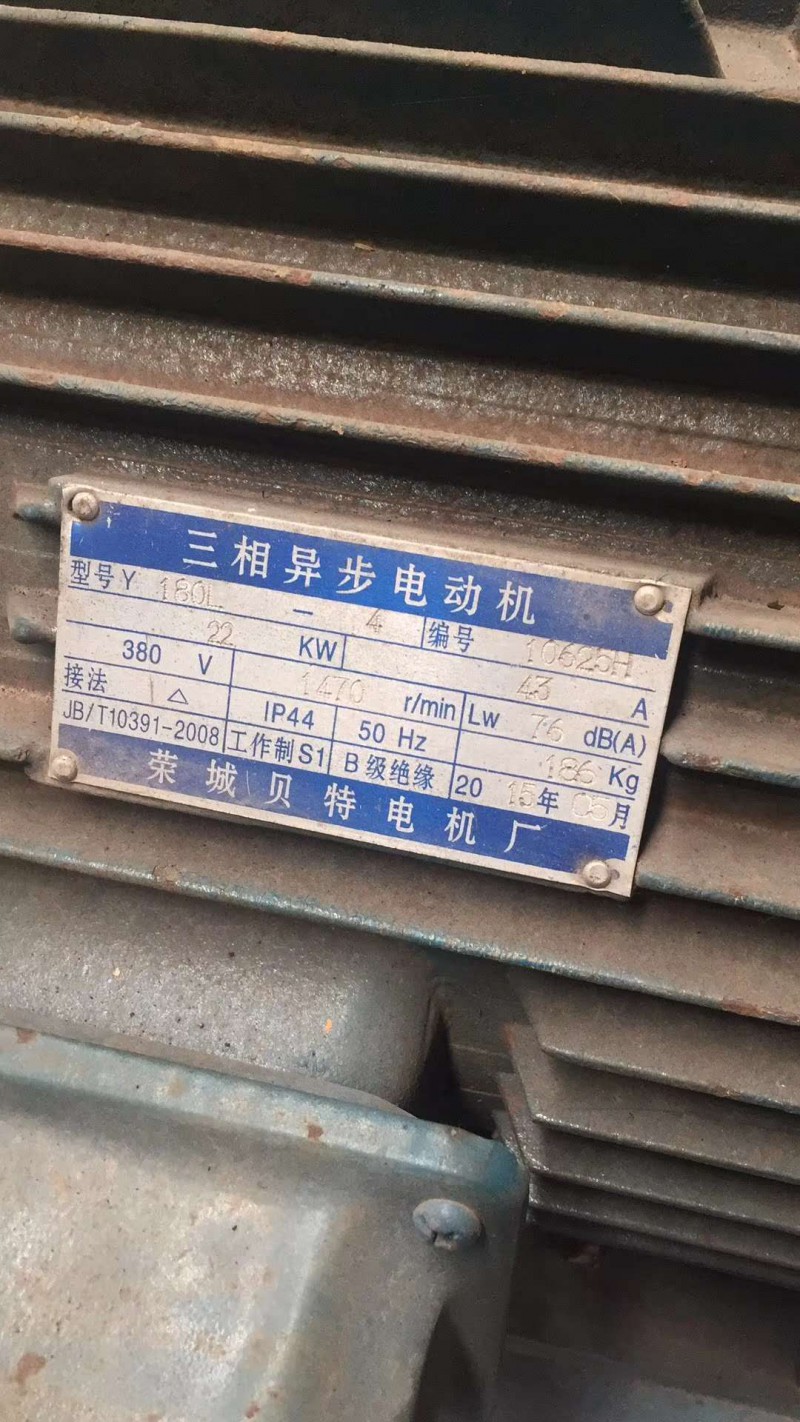 三相异步电动机
型号 Y 180L - 4 编号 10626H
22 KW 43 A
380 V 1470 r/min Lw 76 dB(A)
接法 △ IP44 50 Hz 186 Kg
JB/T10391-2008 工作制 S1 B级绝缘 20 15年 05月
荣城贝特电机厂